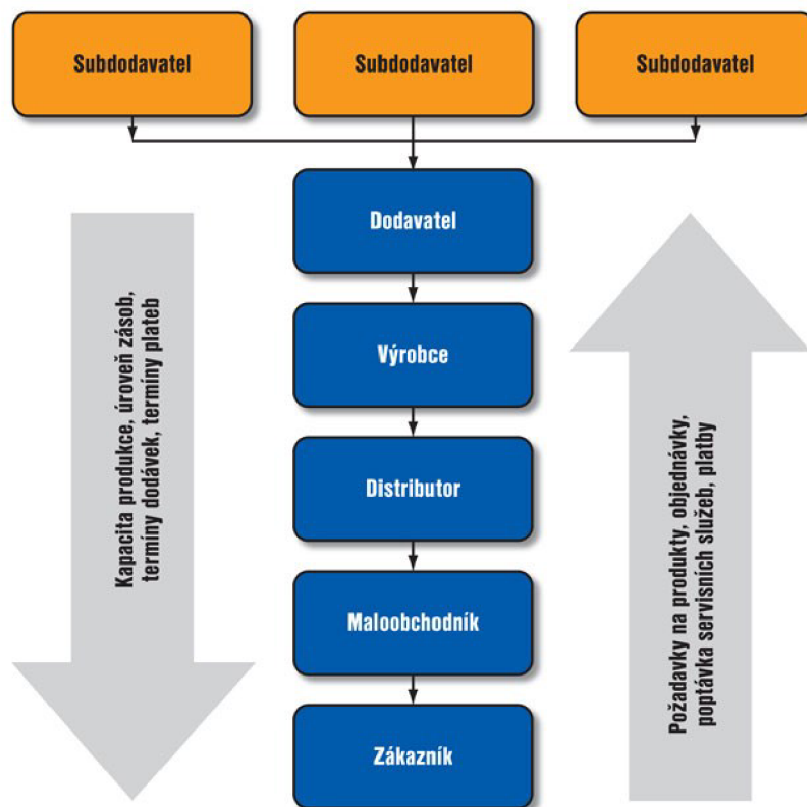 Subdodavatel
Subdodavatel
Subdodavatel
Dodavatel
Výrobce
Distributor
Maloobchodník
Zákazník
Kapacita produkce, úroveň zásob,
termíny dodávek, termíny plateb
Požadavky na produkty, objednávky,
poptávka servisních služeb, platby